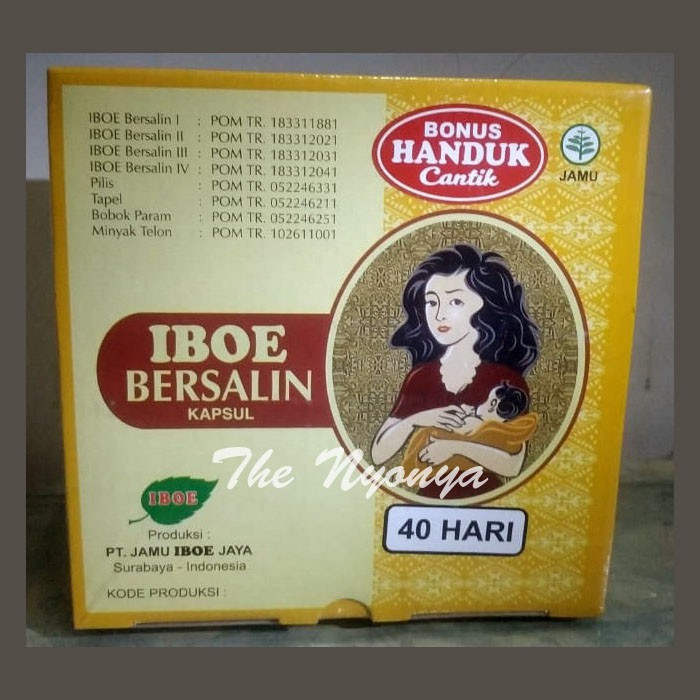 IBOE Bersalin I : POM TR. 183311881
IBOE Bersalin II : POM TR. 183312021
IBOE Bersalin III : POM TR. 183312031
IBOE Bersalin IV : POM TR. 183312041
Pilis : POM TR. 052246331
Tapel : POM TR. 052246211
Bobok Param : POM TR. 052246251
Minyak Telon : POM TR. 102611001
BONUS
HANDUK
Cantik
JAMU
IBOE
BERSALIN
KAPSUL
The Nyonya
IBOE
Produksi :
PT. JAMU IBOE JAYA
Surabaya - Indonesia
KODE PRODUKSI :
40 HARI